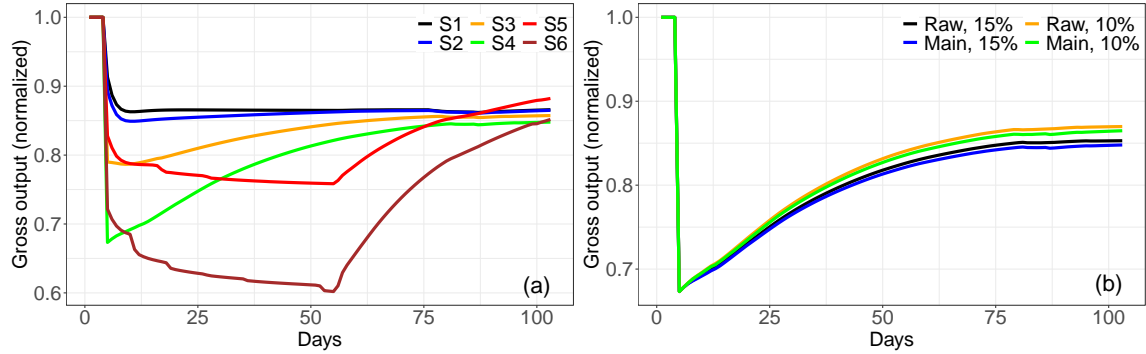 S1 S3 S5
S2 S4 S6
1.0
0.9
0.8
0.7
0.6
Gross output (normalized)
0 25 50 75 100
Days
(a)
Raw, 15% Raw, 10%
Main, 15% Main, 10%
1.0
0.9
0.8
0.7
Gross output (normalized)
0 25 50 75 100
Days
(b)